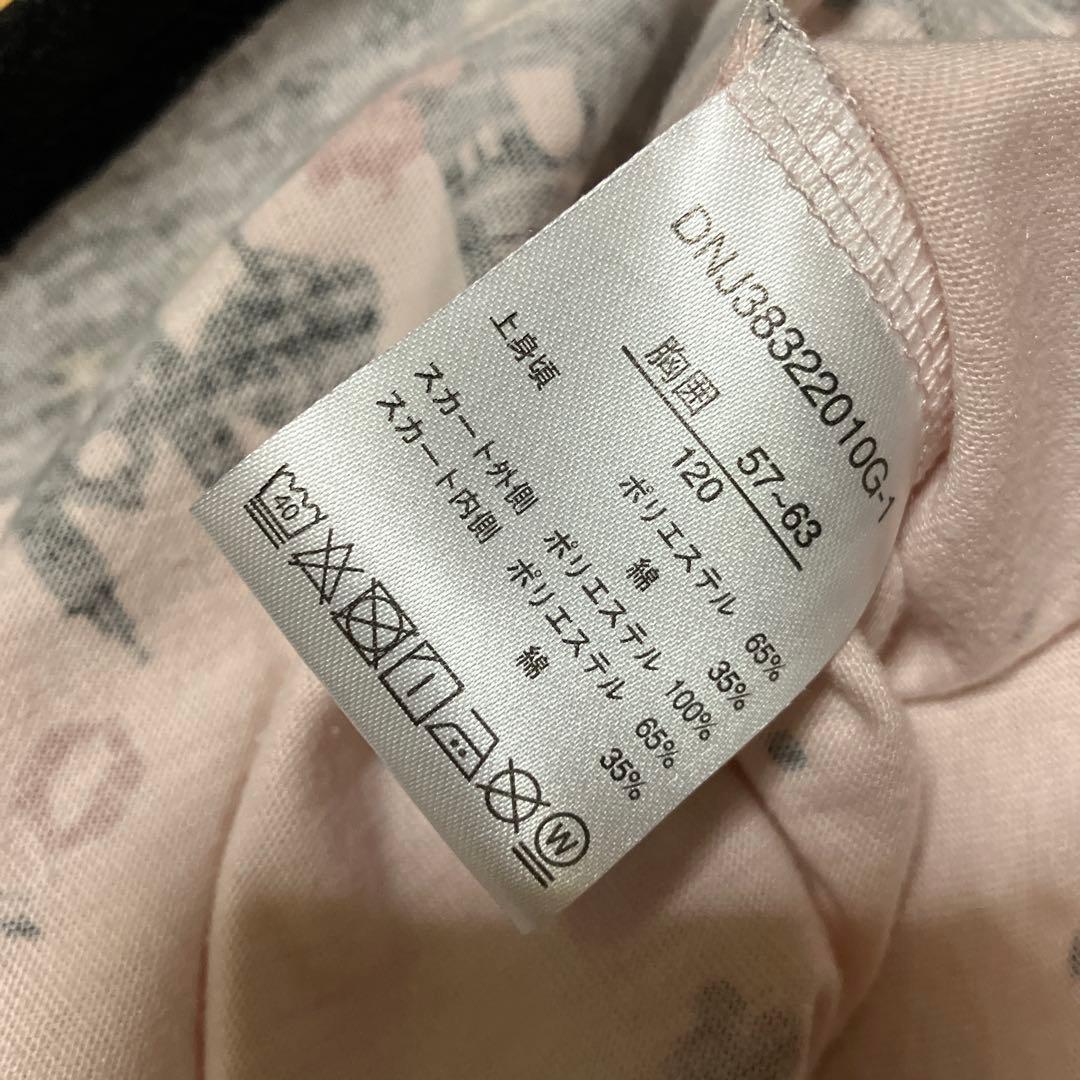 DNJ38322010G-1
胸囲 57-63
120
上身頃 ポリエステル 65%
綿 35%
スカート外側 ポリエステル 100%
スカート内側 ポリエステル 65%
綿 35%
40
W